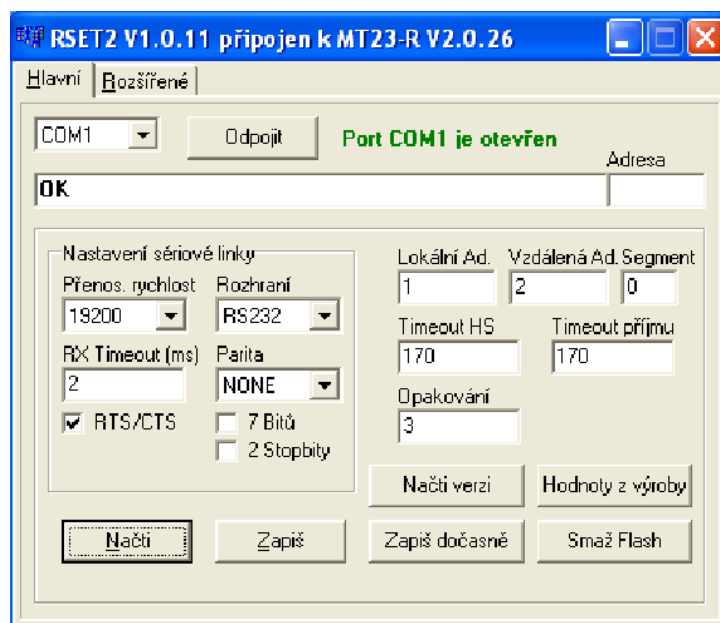 RSET2 V1.0.11 připojen k MT23-R V2.0.26
Hlavní Rozšířené
COM1 Odpojit Port COM1 je otevřen
Adresa
OK
Nastavení sériové linky
Lokální Ad. Vzdálená Ad. Segment
Přenos. rychlost Rozhraní
1 2 0
19200 RS232
Timeout HS Timeout příjmu
RX Timeout (ms) Parita
170 170
2 NONE
Opakování
RTS/CTS 7 Bitů
3
2 Stopbity
Načti verzi Hodnoty z výroby
Načti Zapiš Zapiš dočasně Smaž Flash